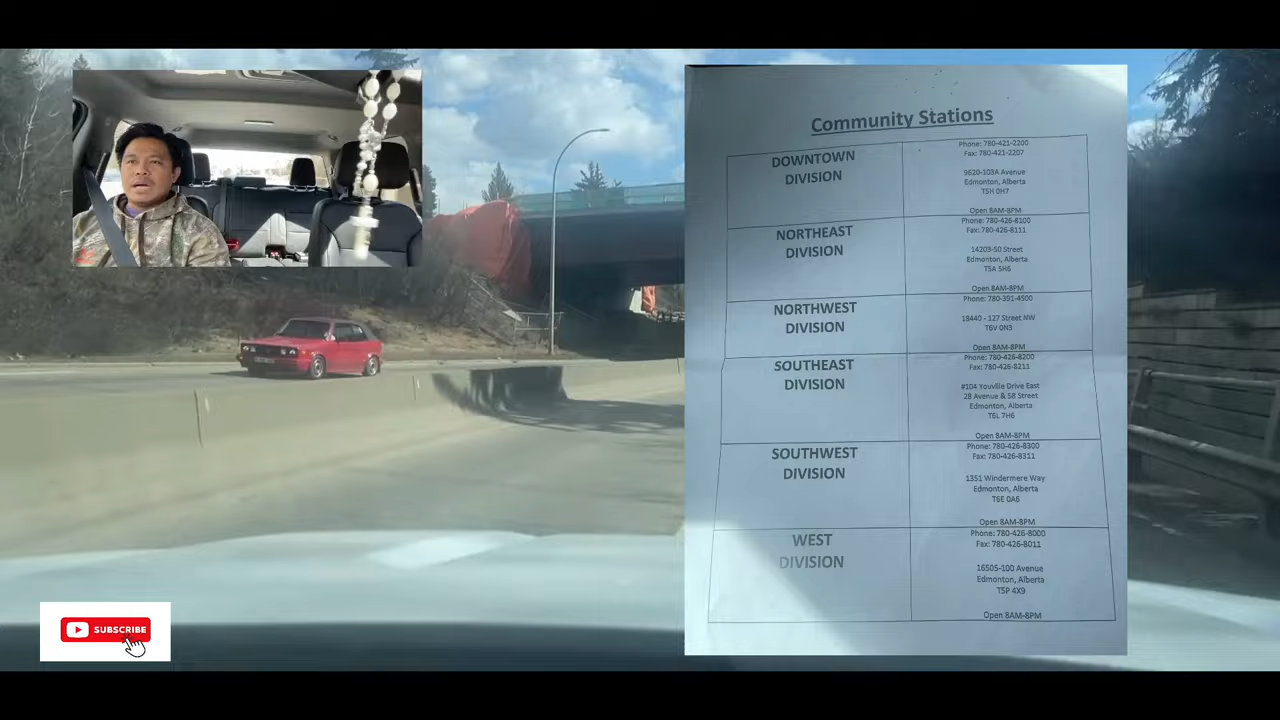 Community Stations
DOWNTOWN
DIVISION
Phone: 780-421-2200
Fax: 780-421-2207
9620-103A Avenue
Edmonton, Alberta
T5H 0H7
Open 8AM-8PM
NORTHEAST
DIVISION
Phone: 780-426-8100
Fax: 780-426-8111
14203-50 Street
Edmonton, Alberta
T5A 5H6
Open 8AM-8PM
NORTHWEST
DIVISION
Phone: 780-391-4500
18440 - 127 Street NW
T6V 0N3
Open 8AM-8PM
SOUTHEAST
DIVISION
Phone: 780-426-8200
Fax: 780-426-8211
#104 Youville Drive East
28 Avenue & 58 Street
Edmonton, Alberta
T6L 7H6
Open 8AM-8PM
SOUTHWEST
DIVISION
Phone: 780-426-8300
Fax: 780-426-8311
1351 Windermere Way
Edmonton, Alberta
T6E 0A6
Open 8AM-8PM
WEST
DIVISION
Phone: 780-426-8000
Fax: 780-426-8011
16505-100 Avenue
Edmonton, Alberta
T5P 4X9
Open 8AM-8PM
SUBSCRIBE